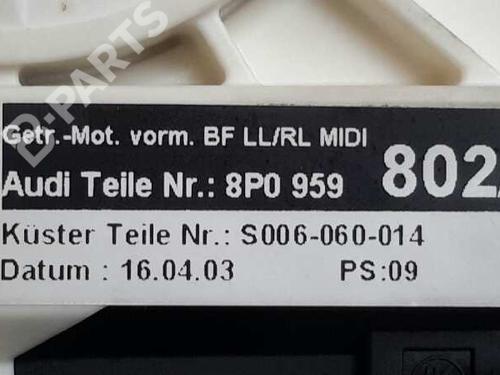 D-PARTS
Getr.-Mot. vorm. BF LL/RL MIDI
Audi Teile Nr.: 8P0 959 802
Küster Teile Nr.: S006-060-014
Datum : 16.04.03 PS:09